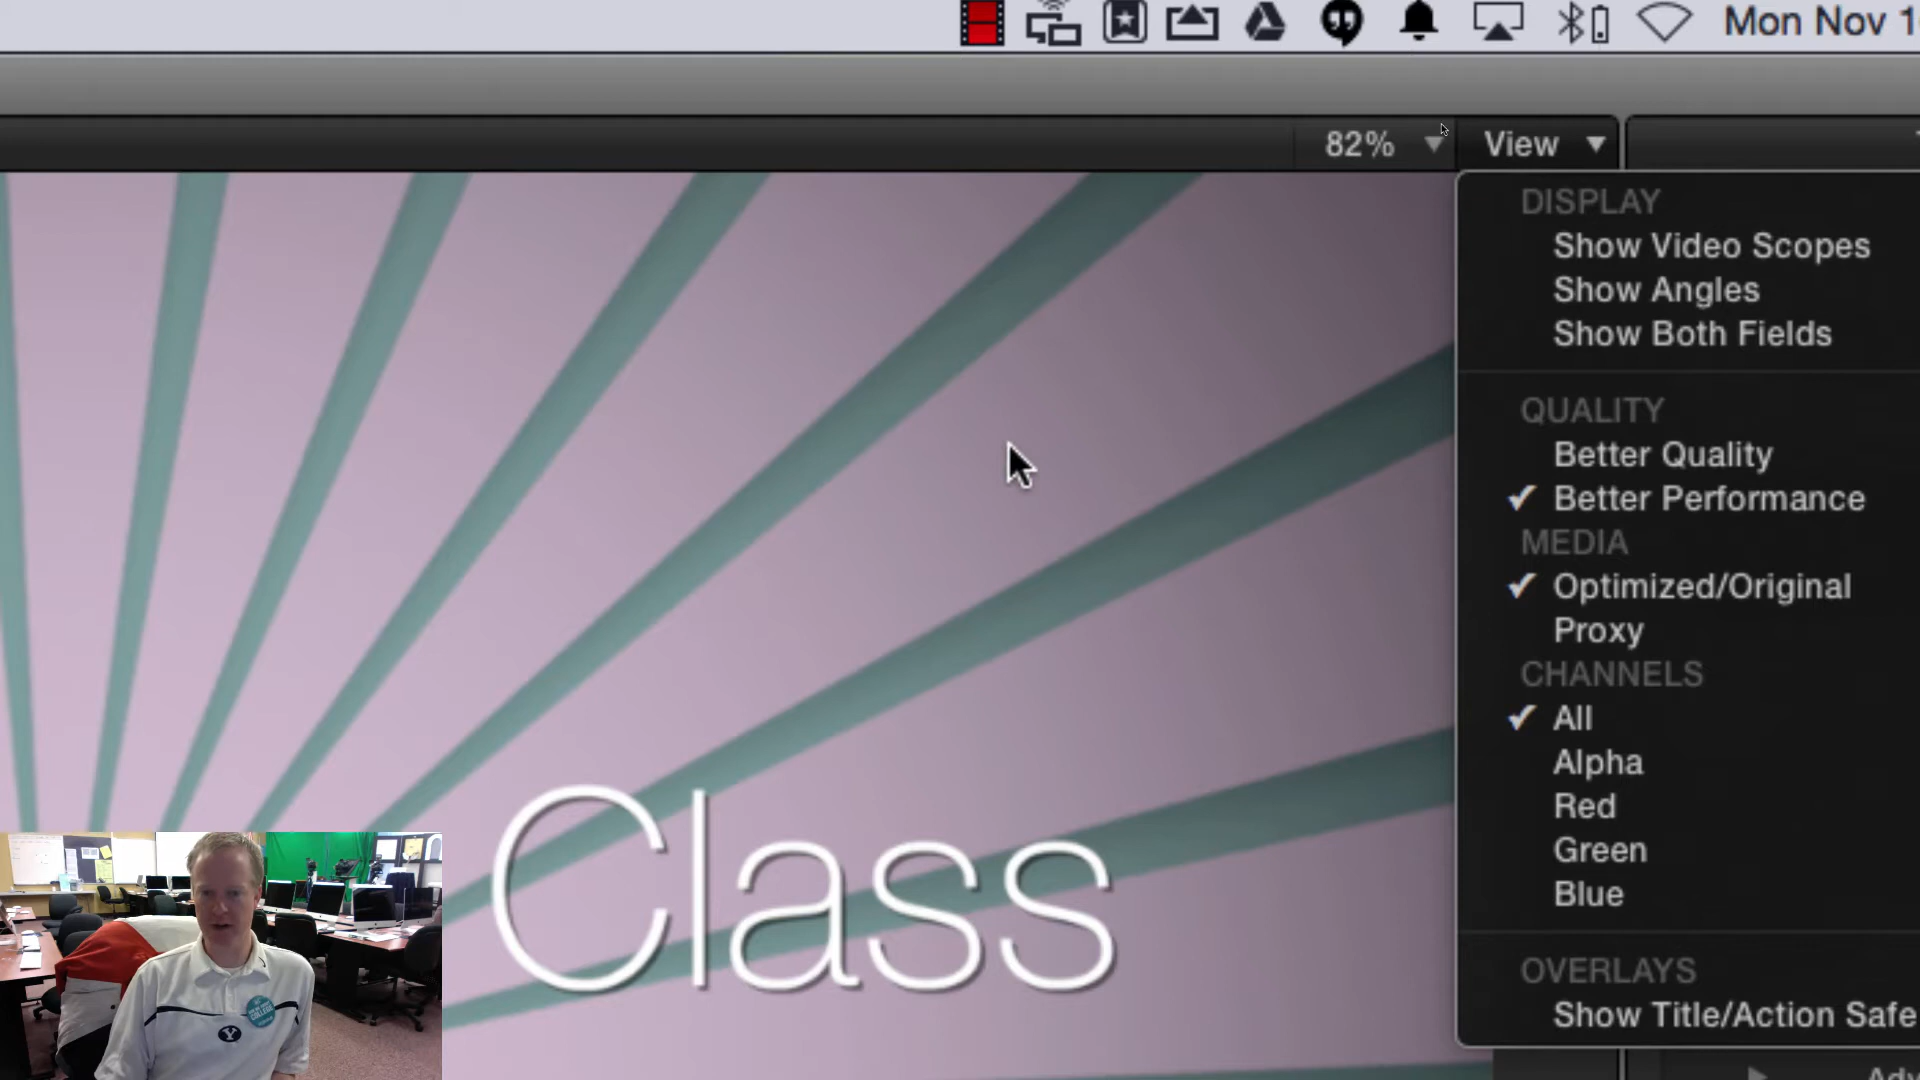 Mon Nov 1
82%
View
DISPLAY
Show Video Scopes
Show Angles
Show Both Fields
QUALITY
Better Quality
✓ Better Performance
MEDIA
✓ Optimized/Original
Proxy
CHANNELS
✓ All
Alpha
Red
Green
Blue
OVERLAYS
Show Title/Action Safe
Class
Y